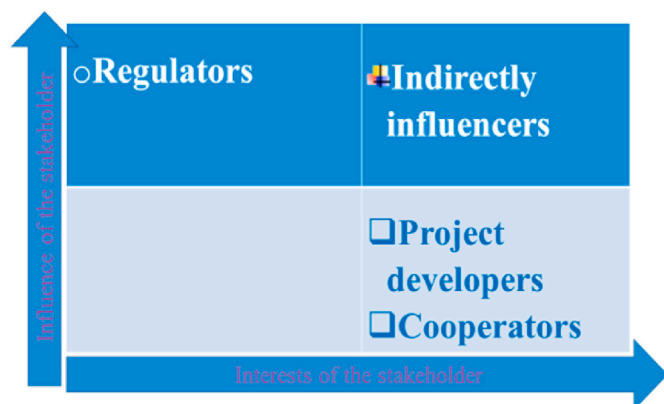 Influence of the stakeholder
Regulators
Indirectly
influencers
Project
developers
Cooperators
Interests of the stakeholder